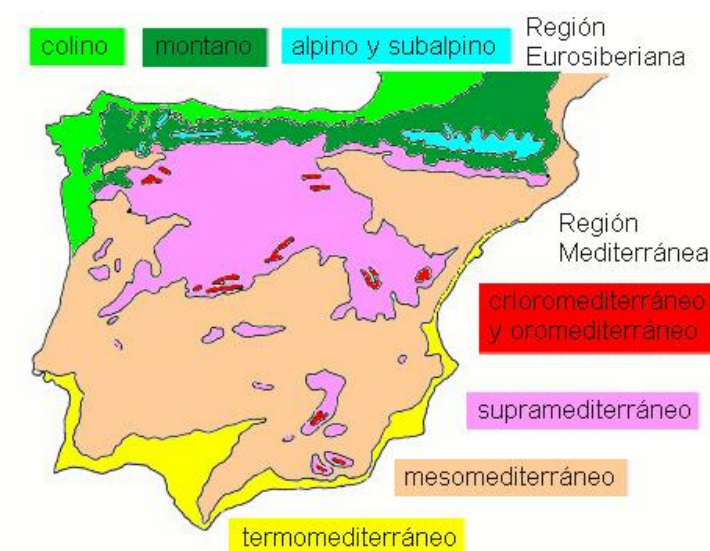 colino montano alpino y subalpino Región
Eurosiberiana
Región
Mediterránea
crioromediterráneo
y oromediterráneo
supramediterráneo
mesomediterráneo
termomediterráneo